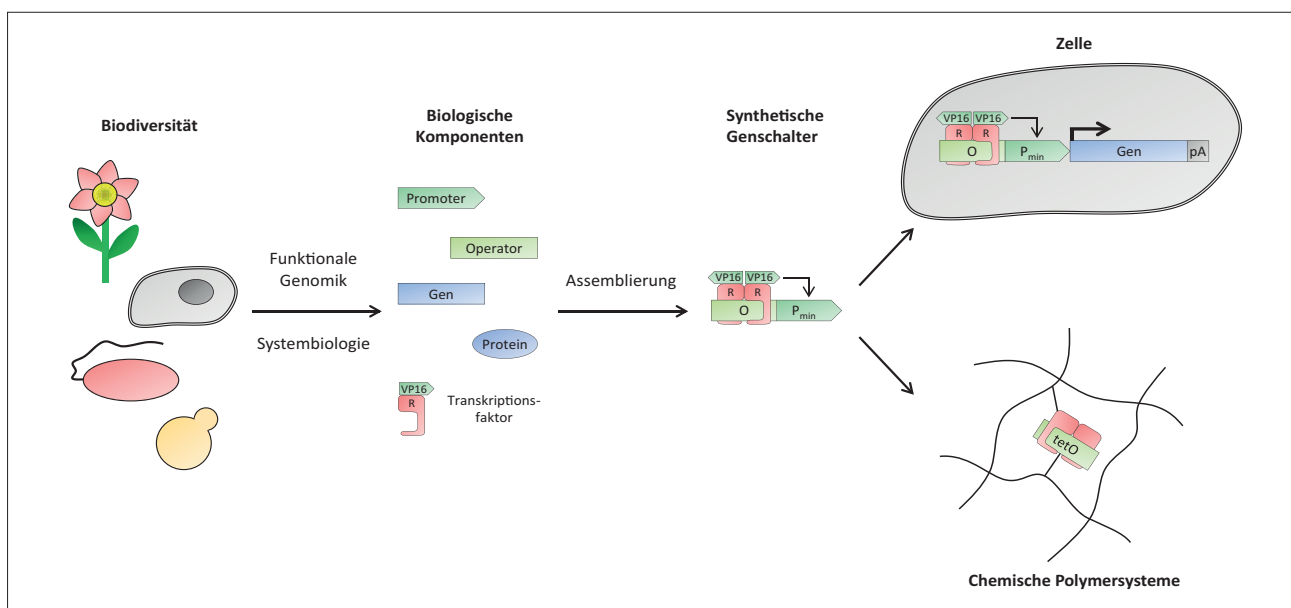 Biodiversität
Funktionale
Genomik
Systembiologie
Biologische
Komponenten
Promoter
Operator
Gen
Protein
VP16
R
Transkriptions-
faktor
Assemblierung
Synthetische
Genschalter
VP16 VP16
R R
O
Pmin
Zelle
VP16 VP16
R R
O
Pmin
Gen
pA
tetO
Chemische Polymersysteme